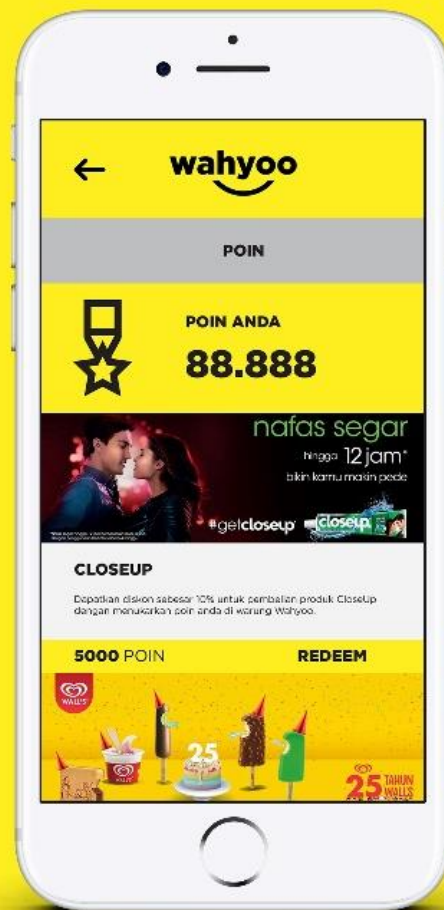 wahyoo
POIN
POIN ANDA
88.888
nafas segar
hingga 12 jam*
bikin kamu makin pede
#getcloseup closeup
CLOSEUP
Dapatkan diskon sebesar 10% untuk pembelian produk CloseUp
dengan menukarkan poin anda di warung Wahyoo.
5000 POIN REDEEM
WALL'S
25
25 TAHUN
WALLS